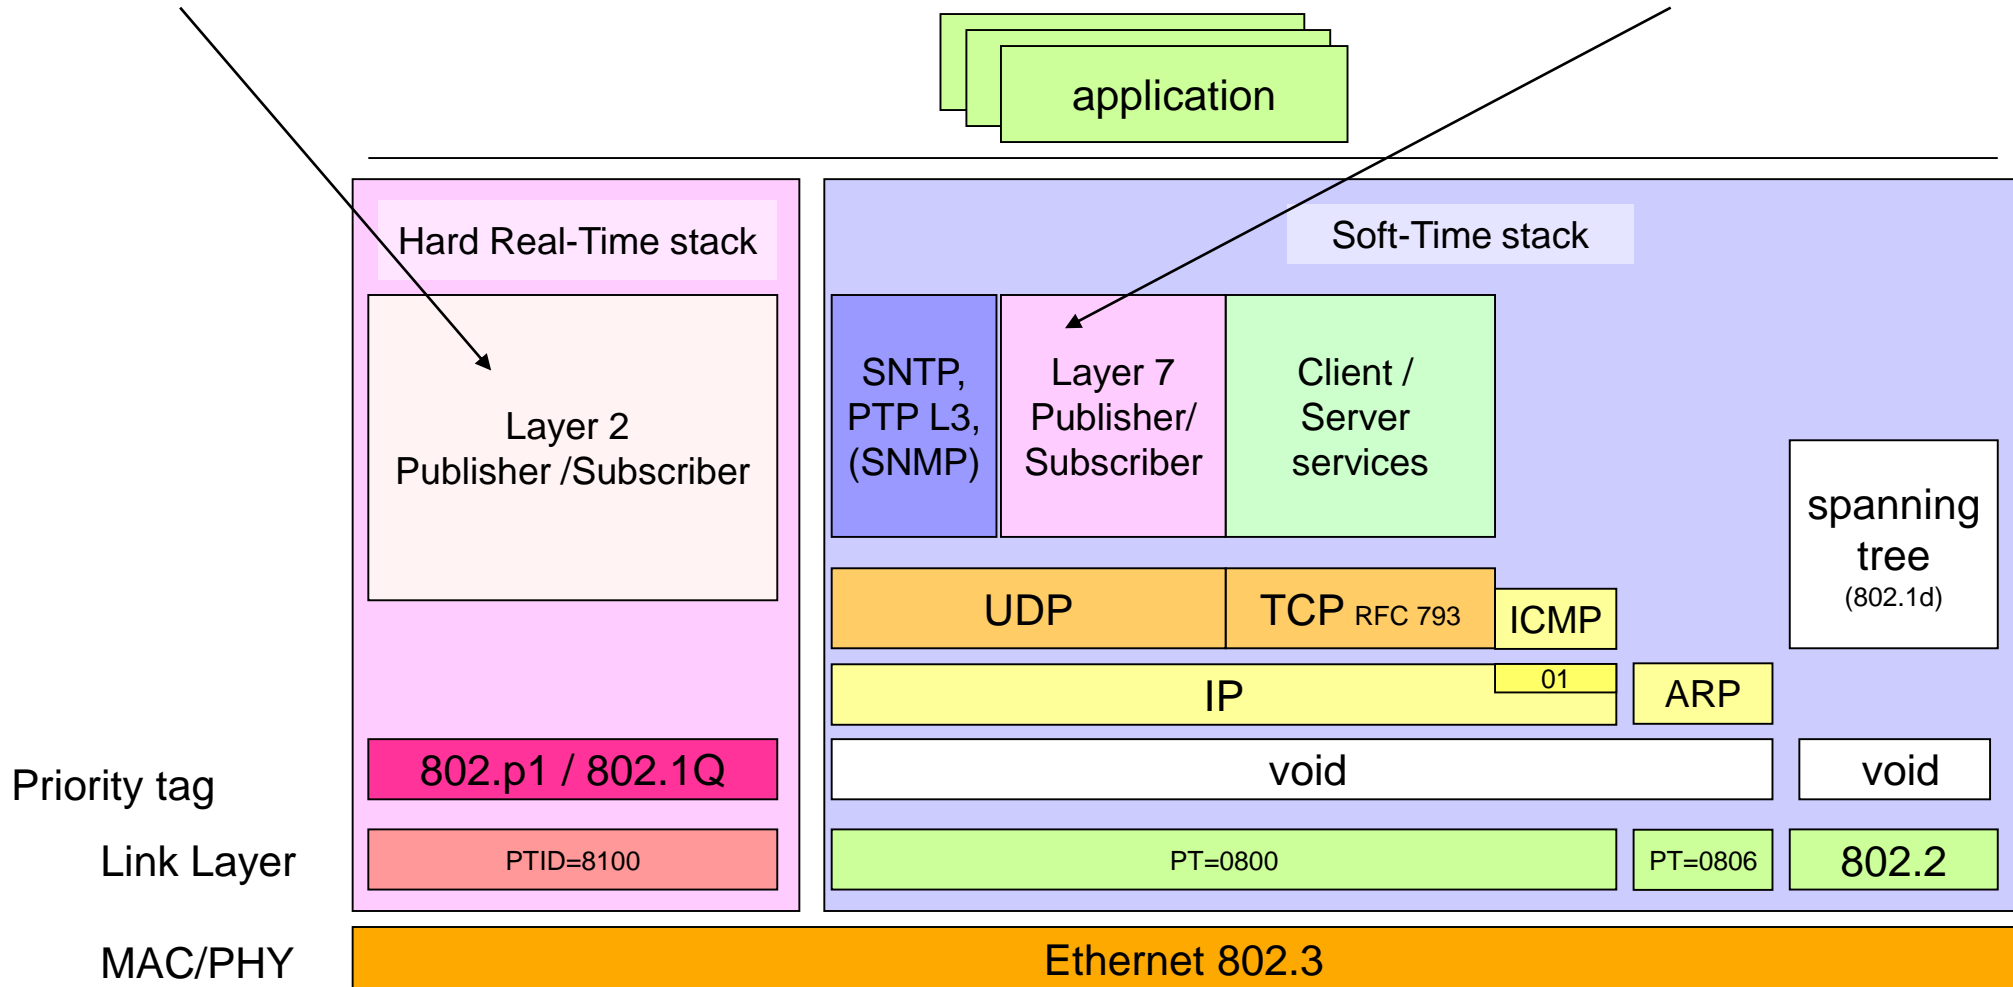 application
Hard Real-Time stack
Soft-Time stack
Layer 2
Publisher /Subscriber
SNTP,
PTP L3,
(SNMP)
Layer 7
Publisher/
Subscriber
Client /
Server
services
spanning
tree
(802.1d)
UDP
TCP RFC 793
ICMP
IP
01
ARP
Priority tag
802.p1 / 802.1Q
void
void
Link Layer
PTID=8100
PT=0800
PT=0806
802.2
MAC/PHY
Ethernet 802.3